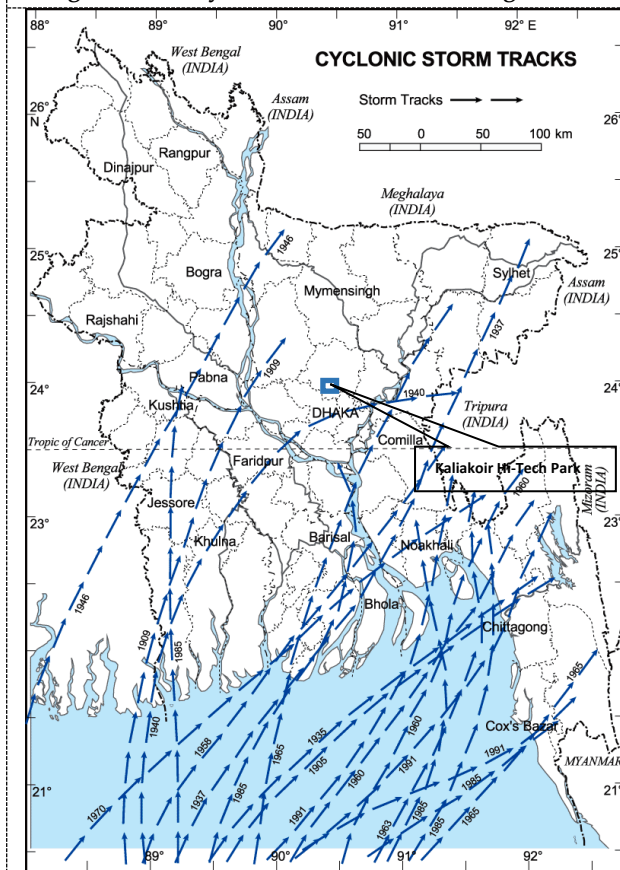 88° 89° 90° 91° 92° E
West Bengal
(INDIA)
CYCLONIC STORM TRACKS
Assam
(INDIA)
Storm Tracks
26°
N
26°
50 0 50 100 km
Rangpur
Dinajpur
Meghalaya
(INDIA)
1946
25°
25°
Bogra
Sylhet
Assam
(INDIA)
Mymensingh
Rajshahi
1937
1909
Pabna
24°
24°
1940
Kushtia
DHAKA
Tripura
(INDIA)
Comilla
Tropic of Cancer
West Bengal
(INDIA)
Faridpur
Kaliakoir Hi-Tech Park
Mizoram
(INDIA)
1960
Jessore
23°
23°
Khulna
Barisal
Noakhali
Bhola
1946
Chittagong
1909
1985
1965
1940
1958
1935
1960
Cox's Bazar
1965
1905
1991
1991
MYANMAR
21°
21°
1960
1985
1970
1937
1985
1991
1985
1963
1985
1965
89° 90° 91° 92°